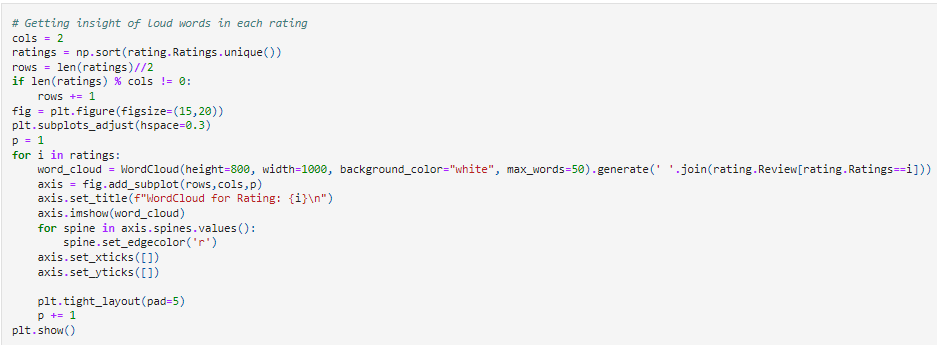 # Getting insight of Loud words in each rating
cols = 2
ratings = np.sort(rating.Ratings.unique())
rows = len(ratings)//2
if len(ratings) % cols != 0:
    rows += 1
fig = plt.figure(figsize=(15,20))
plt.subplots_adjust(hspace=0.3)
p = 1
for i in ratings:
    word_cloud = WordCloud(height=800, width=1000, background_color="white", max_words=50).generate(' '.join(rating.Review[rating.Ratings==i]))
    axis = fig.add_subplot(rows,cols,p)
    axis.set_title(f"WordCloud for Rating: {i}\n")
    axis.imshow(word_cloud)
    for spine in axis.spines.values():
        spine.set_edgecolor('r')
    axis.set_xticks([])
    axis.set_yticks([])

    plt.tight_layout(pad=5)
    p += 1
plt.show()